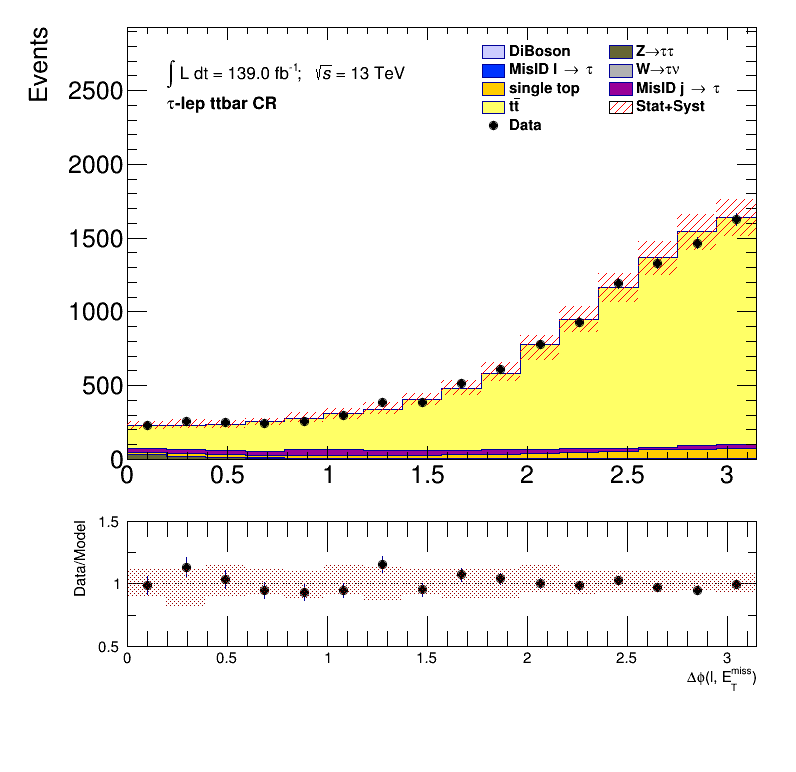 Events
∫ L dt = 139.0 fb⁻¹; √s = 13 TeV
τ-lep ttbar CR
DiBoson
MisID l → τ
single top
tt̄
Data
Z→ττ
W→τν
MisID j → τ
Stat+Syst
2500
2000
1500
1000
500
0
0 0.5 1 1.5 2 2.5 3
Data/Model
1.5
1
0.5
0 0.5 1 1.5 2 2.5 3
Δϕ(l, E_T^miss)